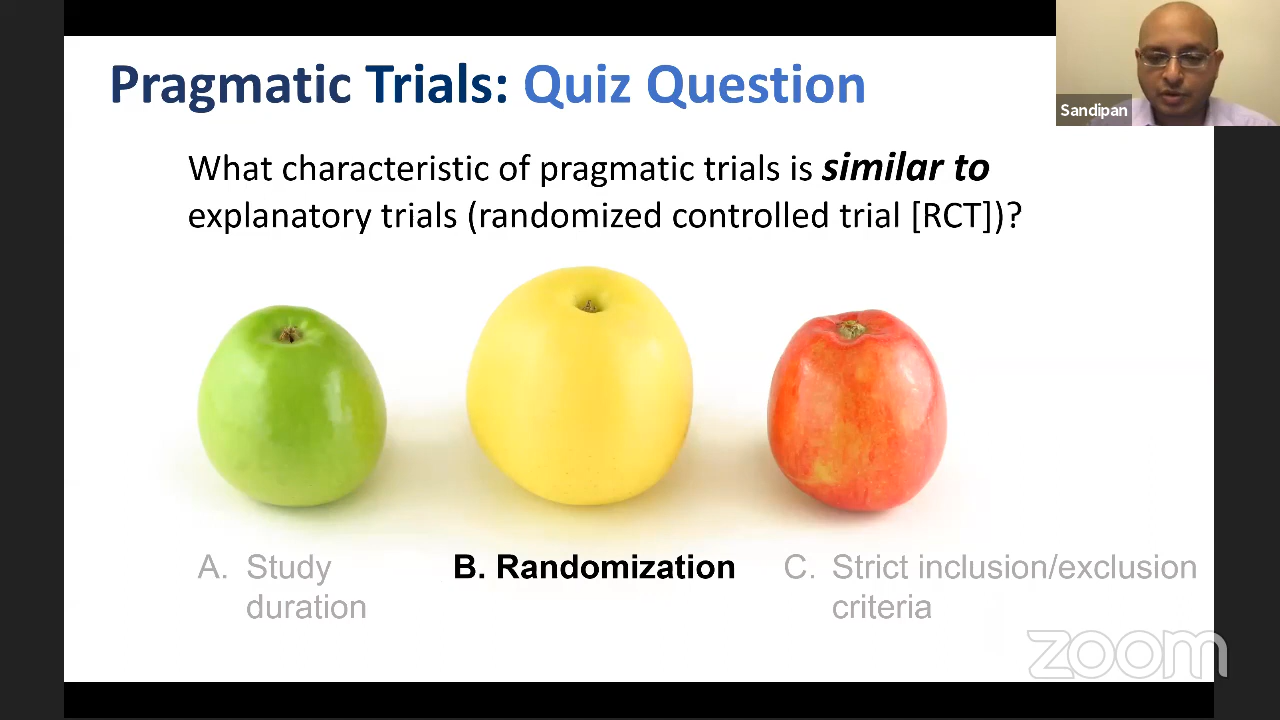 Pragmatic Trials: Quiz Question
Sandipan
What characteristic of pragmatic trials is similar to
explanatory trials (randomized controlled trial [RCT])?
A. Study
duration
B. Randomization
C. Strict inclusion/exclusion
criteria
zoom